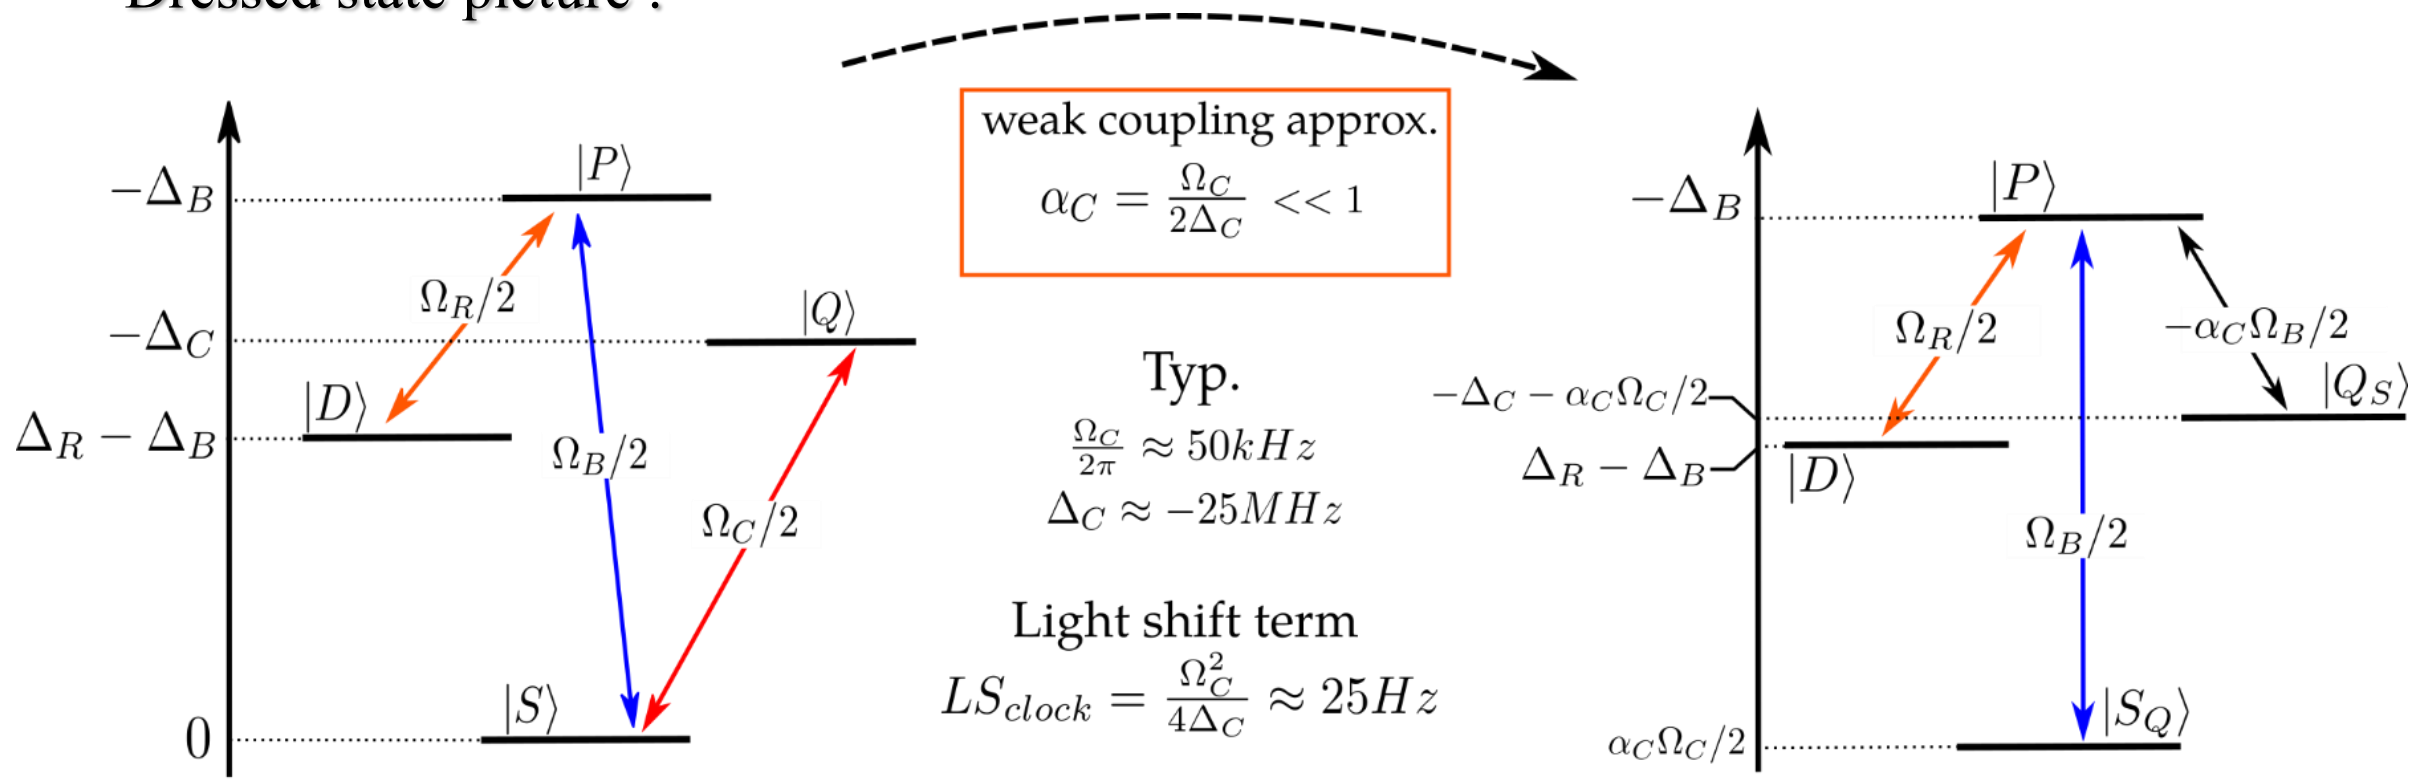 Dressed state picture :
|P⟩
−Δ_B
Ω_R/2
|Q⟩
−Δ_C
|D⟩
Δ_R − Δ_B
Ω_B/2
Ω_C/2
|S⟩
0
weak coupling approx.
α_C = Ω_C/2Δ_C << 1
Typ.
Ω_C/2π ≈ 50kHz
Δ_C ≈ −25MHz
Light shift term
LS_clock = Ω_C^2/4Δ_C ≈ 25Hz
|P⟩
−Δ_B
Ω_R/2
−α_CΩ_B/2
−Δ_C − α_CΩ_C/2
|Q_S⟩
Δ_R − Δ_B
|D⟩
Ω_B/2
|S_Q⟩
α_CΩ_C/2